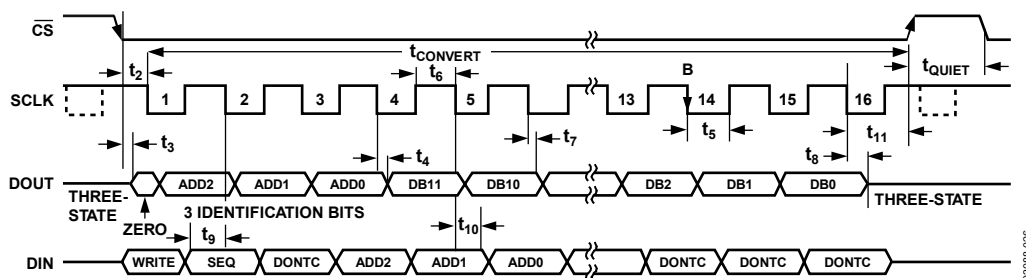 CS
tCONVERT
t2
t6
B
tQUIET
SCLK
1 2 3 4 5 13 14 15 16
t3
t4
t7
t5
t8
t11
DOUT
ADD2 ADD1 ADD0 DB11 DB10 DB2 DB1 DB0
THREE-
STATE
THREE-STATE
ZERO
3 IDENTIFICATION BITS
t9
t10
DIN
WRITE SEQ DONTC ADD2 ADD1 ADD0 DONTC DONTC DONTC